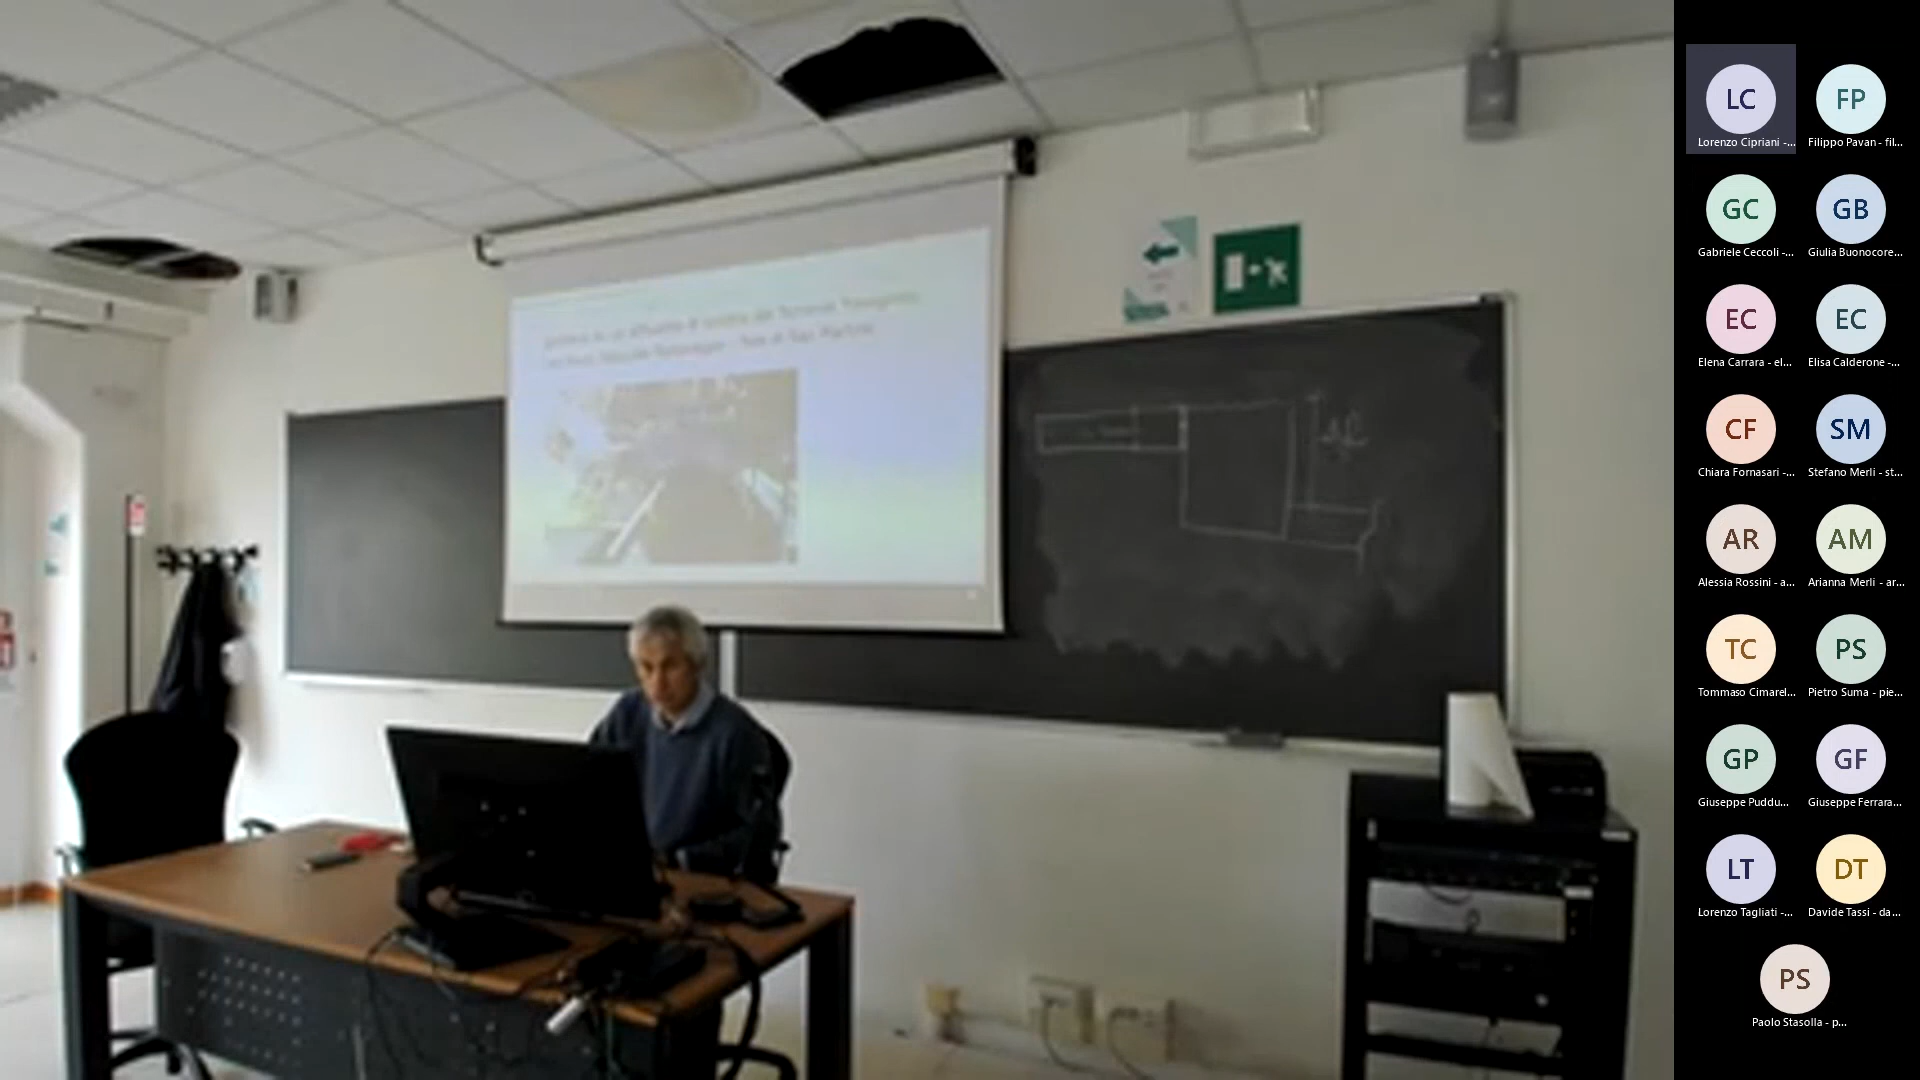 LC
FP
Lorenzo Cipriani -...
Filippo Pavan - fil...
GC
GB
Gabriele Ceccoli -...
Giulia Buonocore...
EC
EC
Elena Carrara - el...
Elisa Calderone -...
CF
SM
Chiara Fornasari -...
Stefano Merli - st...
AR
AM
Alessia Rossini - a...
Arianna Merli - ar...
TC
PS
Tommaso Cimarel...
Pietro Suma - pie...
GP
GF
Giuseppe Puddu...
Giuseppe Ferrara...
LT
DT
Lorenzo Tagliati -...
Davide Tassi - da...
PS
Paolo Stasolla - p...